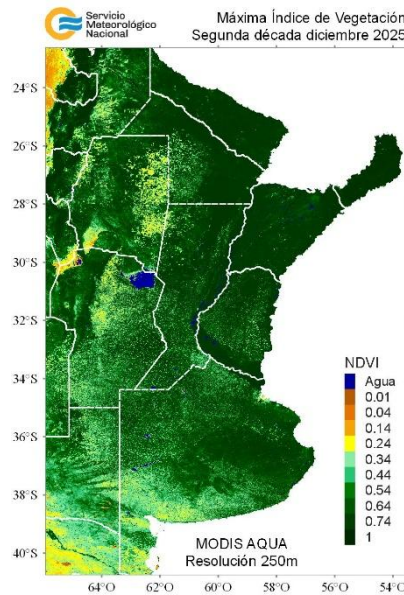 Servicio
Meteorológico
Nacional
Máxima Índice de Vegetación
Segunda década diciembre 2025
24°S
26°S
28°S
30°S
32°S
34°S
36°S
38°S
40°S
NDVI
Agua
0.01
0.04
0.14
0.24
0.34
0.44
0.54
0.64
0.74
1
MODIS AQUA
Resolución 250m
64°O 62°O 60°O 58°O 56°O 54°O